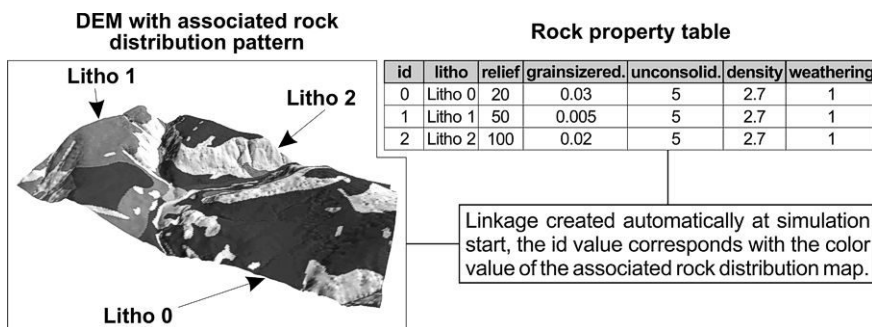 DEM with associated rock
distribution pattern
Litho 1
Litho 2
Litho 0
Rock property table
id litho relief grainsizered. unconsolid. density weathering
0 Litho 0 20 0.03 5 2.7 1
1 Litho 1 50 0.005 5 2.7 1
2 Litho 2 100 0.02 5 2.7 1
Linkage created automatically at simulation
start, the id value corresponds with the color
value of the associated rock distribution map.